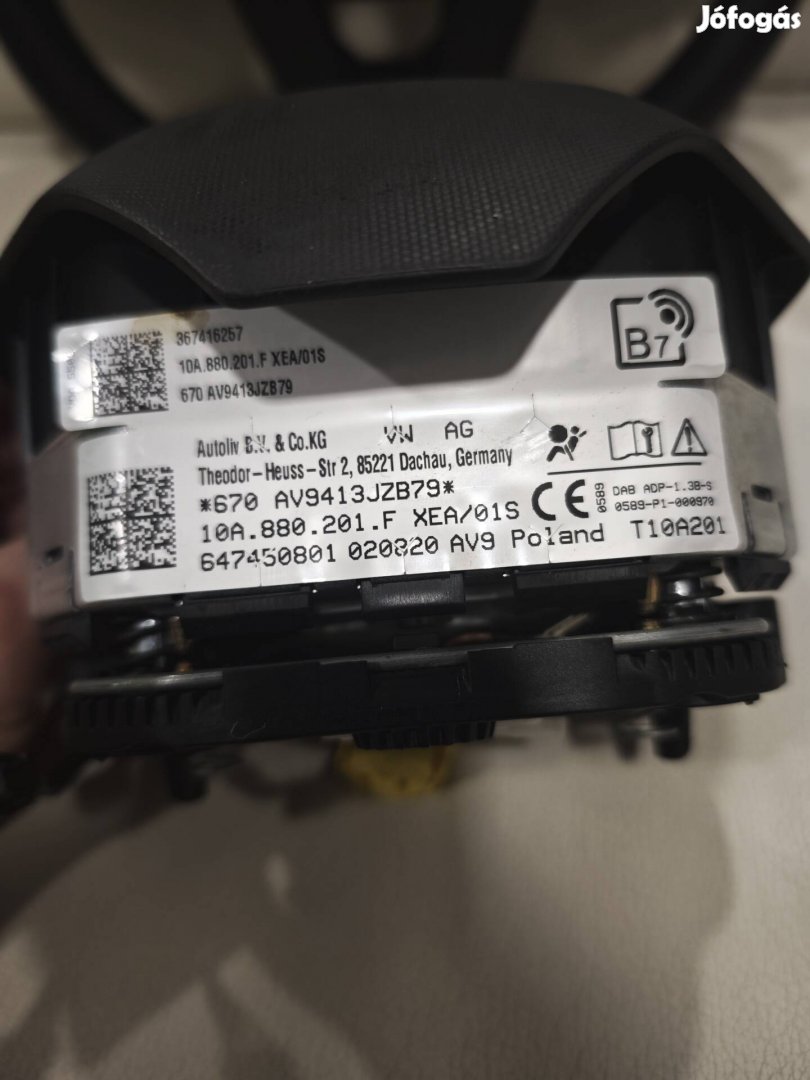 Jófogás
367416257
10A.880.201.F XEA/01S
670 AV9413JZB79
B7
Autoliv B.V. & Co.KG VW AG
Theodor-Heuss-Str 2, 85221 Dachau, Germany
*670 AV9413JZB79*
CE 0589 DAB ADP-1.3B-S
0589-P1-000970
10A.880.201.F XEA/01S
647450801 020820 AV9 Poland T10A201